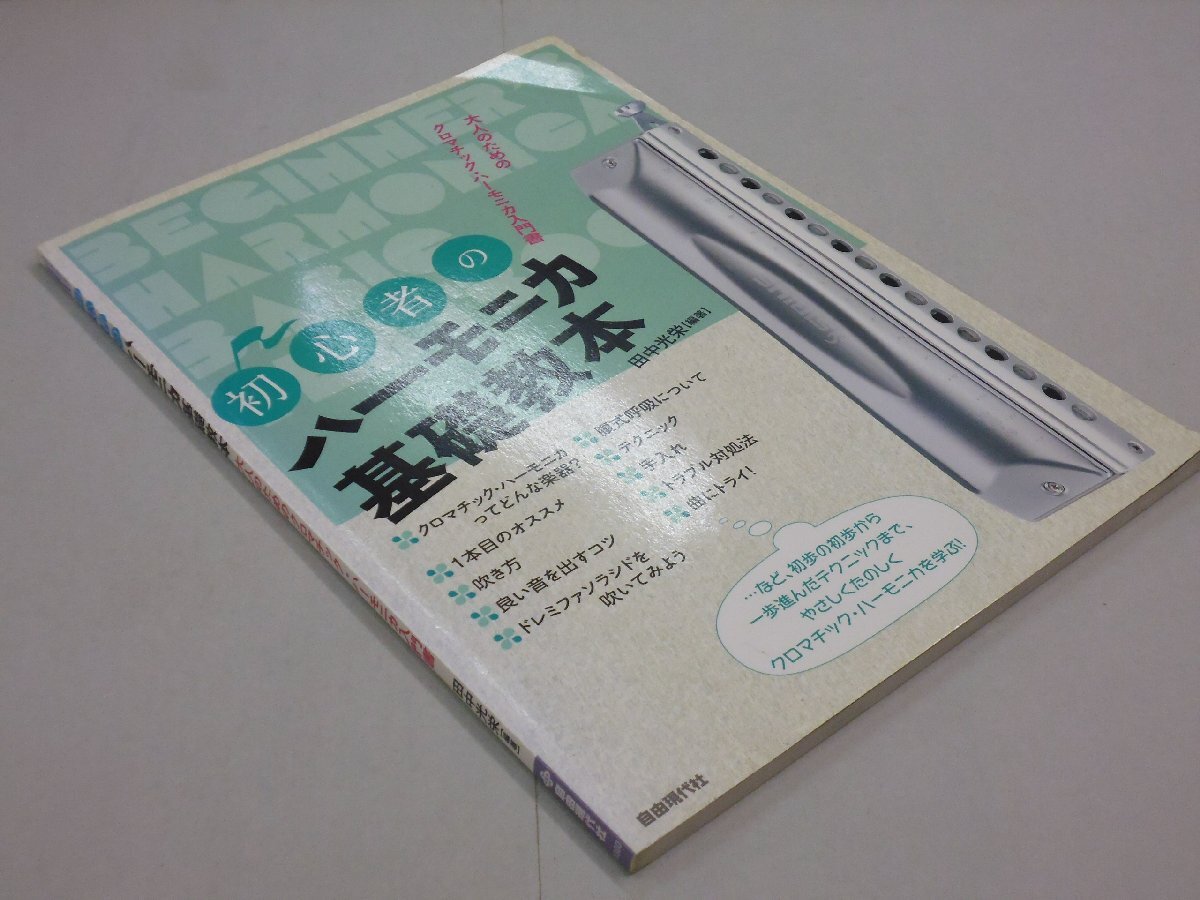 BEGINNER
HARMONICA
BASIC
大人のための
クロマチック・ハーモニカ入門書
初心者の
ハーモニカ
基礎教本
田中光栄[編著]
クロマチック・ハーモニカ
ってどんな楽器?
1本目のオススメ
吹き方
良い音を出すコツ
ドレミファソラシドを
吹いてみよう
腹式呼吸について
テクニック
手入れ
トラブル対処法
曲にトライ!
…など、初歩の初歩から
一歩進んだテクニックまで、
やさしくたのしく
クロマチック・ハーモニカを学ぶ!
自由現代社
田中光栄[編著]
自由現代社